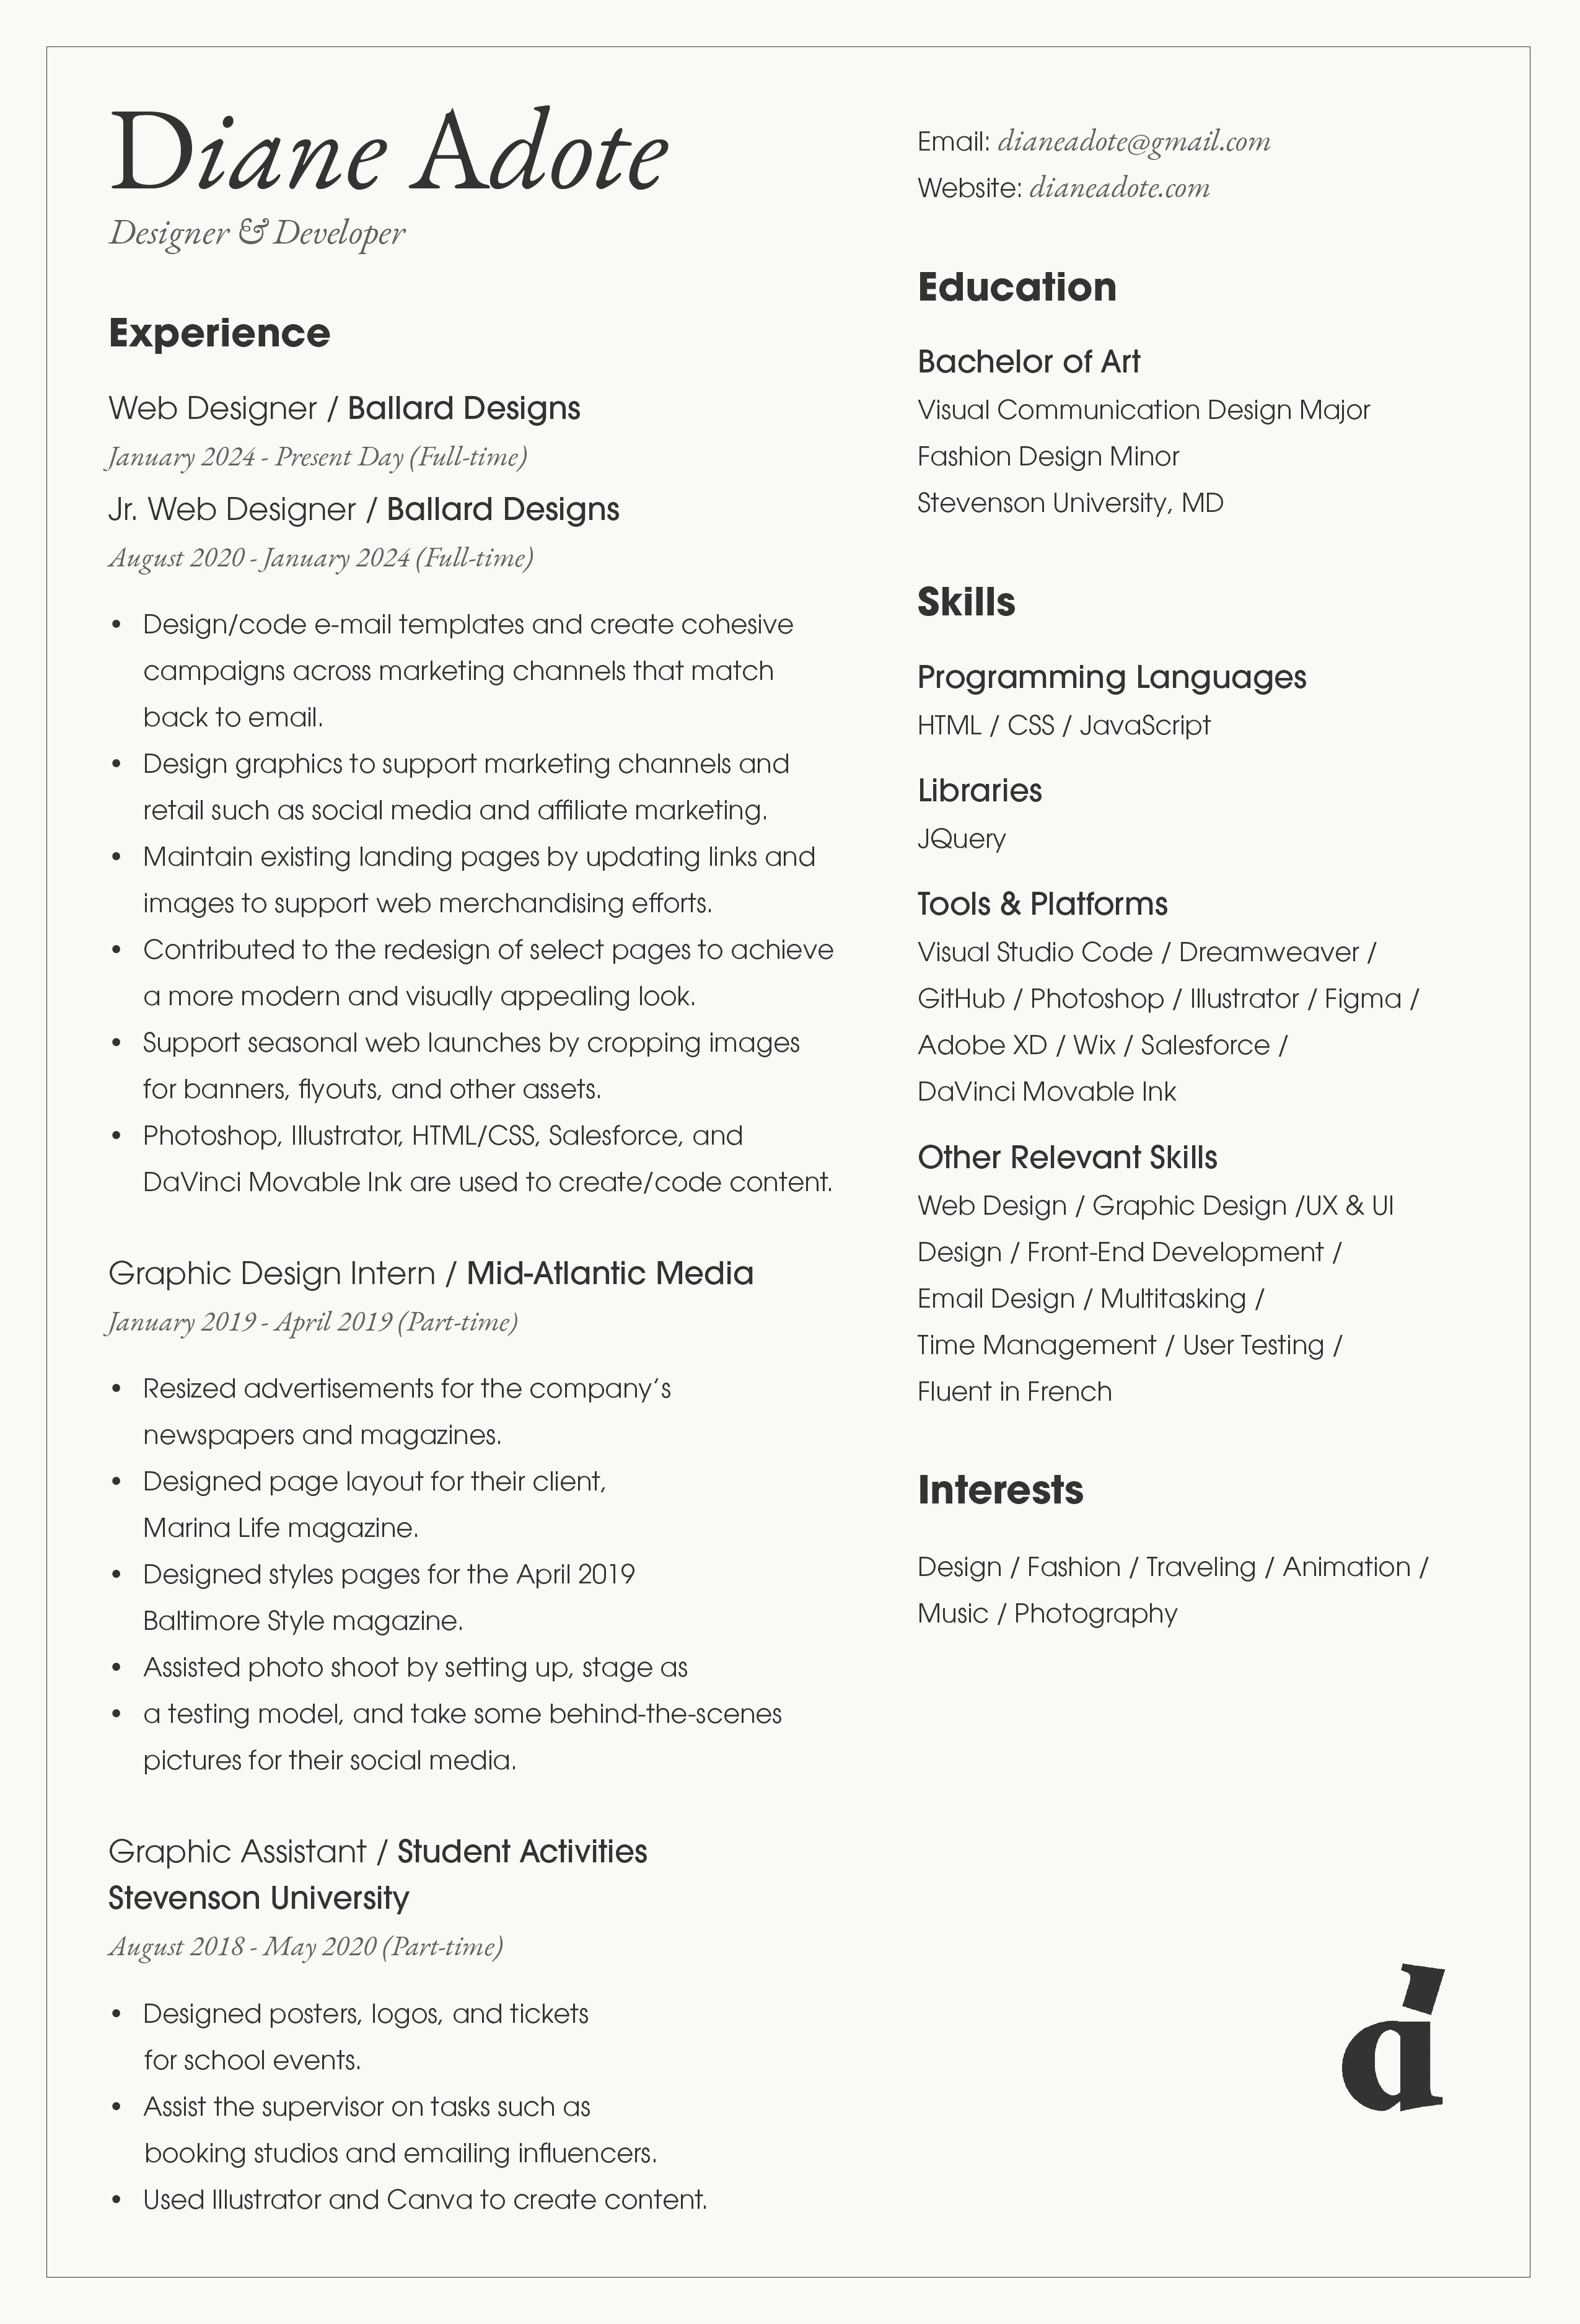 Diane Adote
Designer & Developer
Experience
Web Designer / Ballard Designs
January 2024 - Present Day (Full-time)
Jr. Web Designer / Ballard Designs
August 2020 - January 2024 (Full-time)
• Design/code e-mail templates and create cohesive
campaigns across marketing channels that match
back to email.
• Design graphics to support marketing channels and
retail such as social media and affiliate marketing.
• Maintain existing landing pages by updating links and
images to support web merchandising efforts.
• Contributed to the redesign of select pages to achieve
a more modern and visually appealing look.
• Support seasonal web launches by cropping images
for banners, flyouts, and other assets.
• Photoshop, Illustrator, HTML/CSS, Salesforce, and
DaVinci Movable Ink are used to create/code content.
Graphic Design Intern / Mid-Atlantic Media
January 2019 - April 2019 (Part-time)
• Resized advertisements for the company’s
newspapers and magazines.
• Designed page layout for their client,
Marina Life magazine.
• Designed styles pages for the April 2019
Baltimore Style magazine.
• Assisted photo shoot by setting up, stage as
• a testing model, and take some behind-the-scenes
pictures for their social media.
Graphic Assistant / Student Activities
Stevenson University
August 2018 - May 2020 (Part-time)
• Designed posters, logos, and tickets
for school events.
• Assist the supervisor on tasks such as
booking studios and emailing influencers.
• Used Illustrator and Canva to create content.
Email: dianeadote@gmail.com
Website: dianeadote.com
Education
Bachelor of Art
Visual Communication Design Major
Fashion Design Minor
Stevenson University, MD
Skills
Programming Languages
HTML / CSS / JavaScript
Libraries
JQuery
Tools & Platforms
Visual Studio Code / Dreamweaver /
GitHub / Photoshop / Illustrator / Figma /
Adobe XD / Wix / Salesforce /
DaVinci Movable Ink
Other Relevant Skills
Web Design / Graphic Design /UX & UI
Design / Front-End Development /
Email Design / Multitasking /
Time Management / User Testing /
Fluent in French
Interests
Design / Fashion / Traveling / Animation /
Music / Photography
d